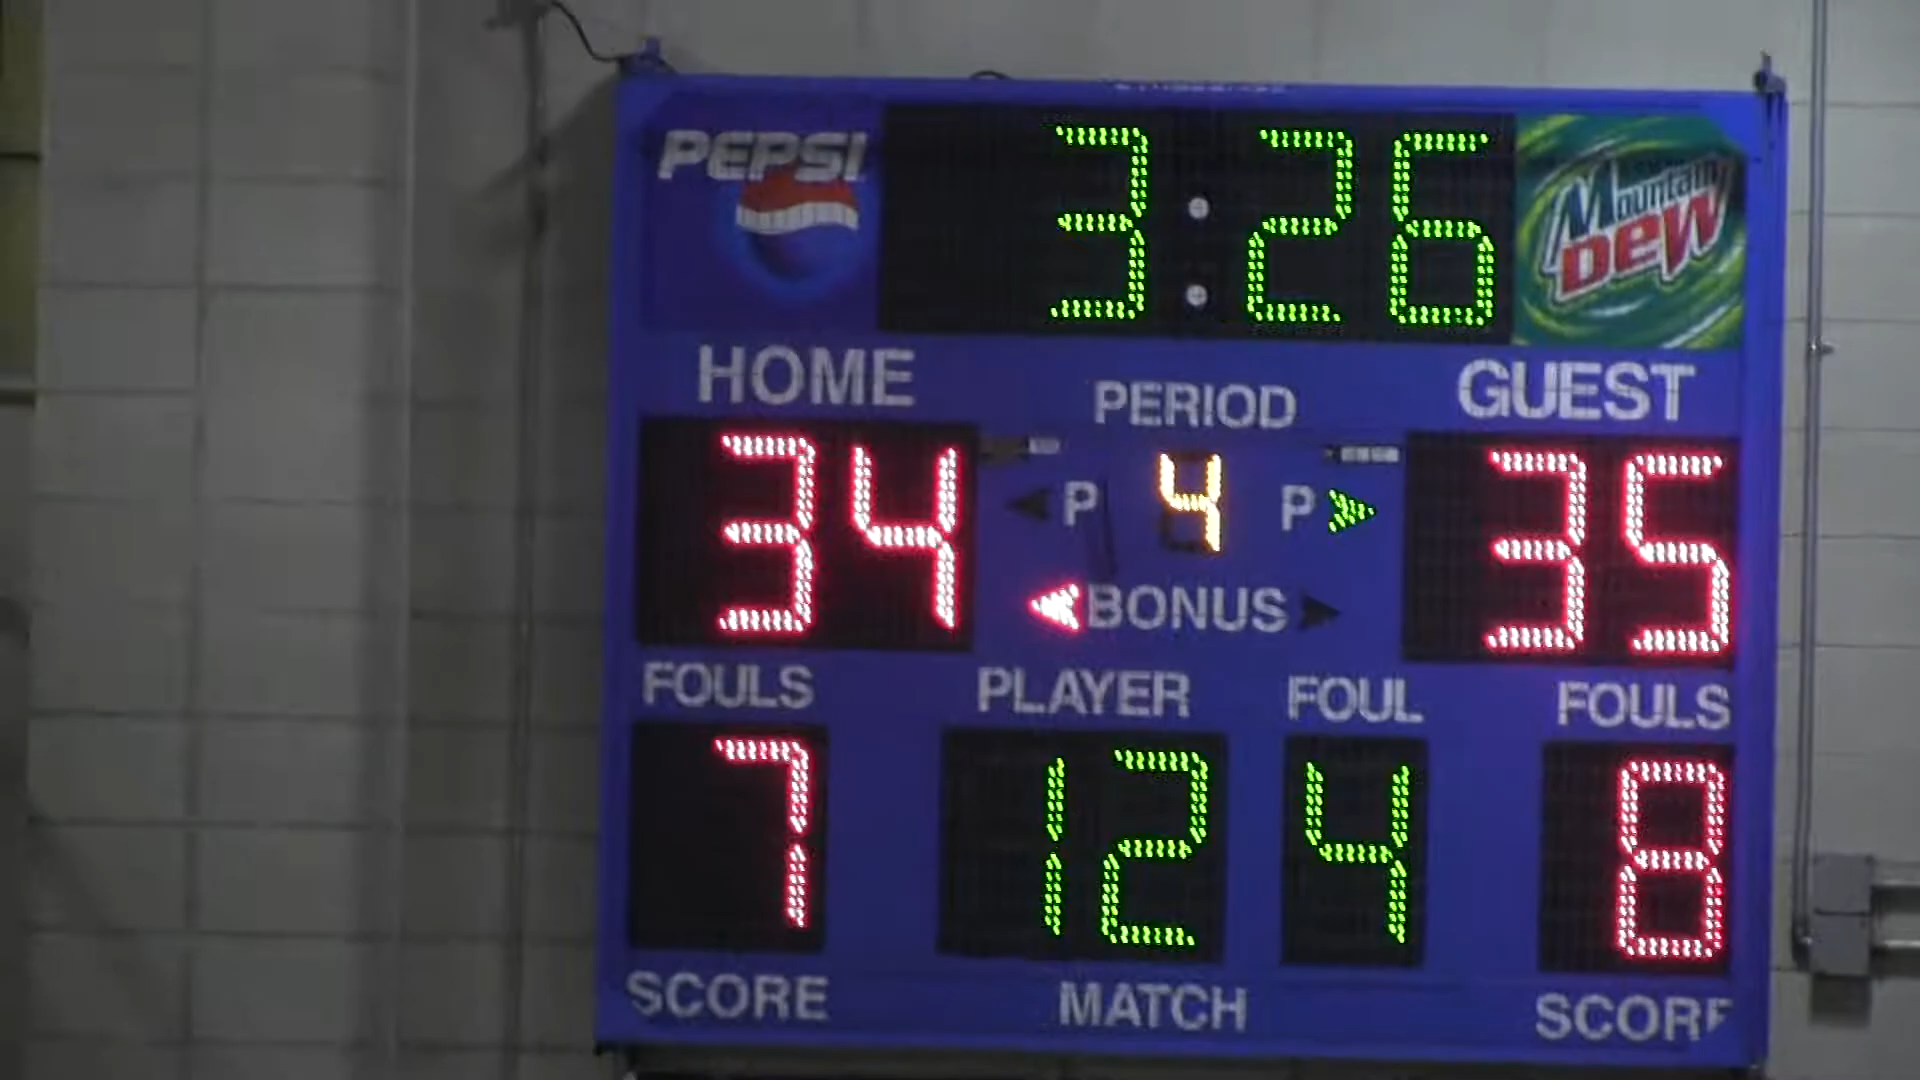 PEPSI 3:26 Mountain Dew
HOME PERIOD GUEST
34 P 4 P 35
BONUS
FOULS PLAYER FOUL FOULS
7 12 4 8
SCORE MATCH SCORE